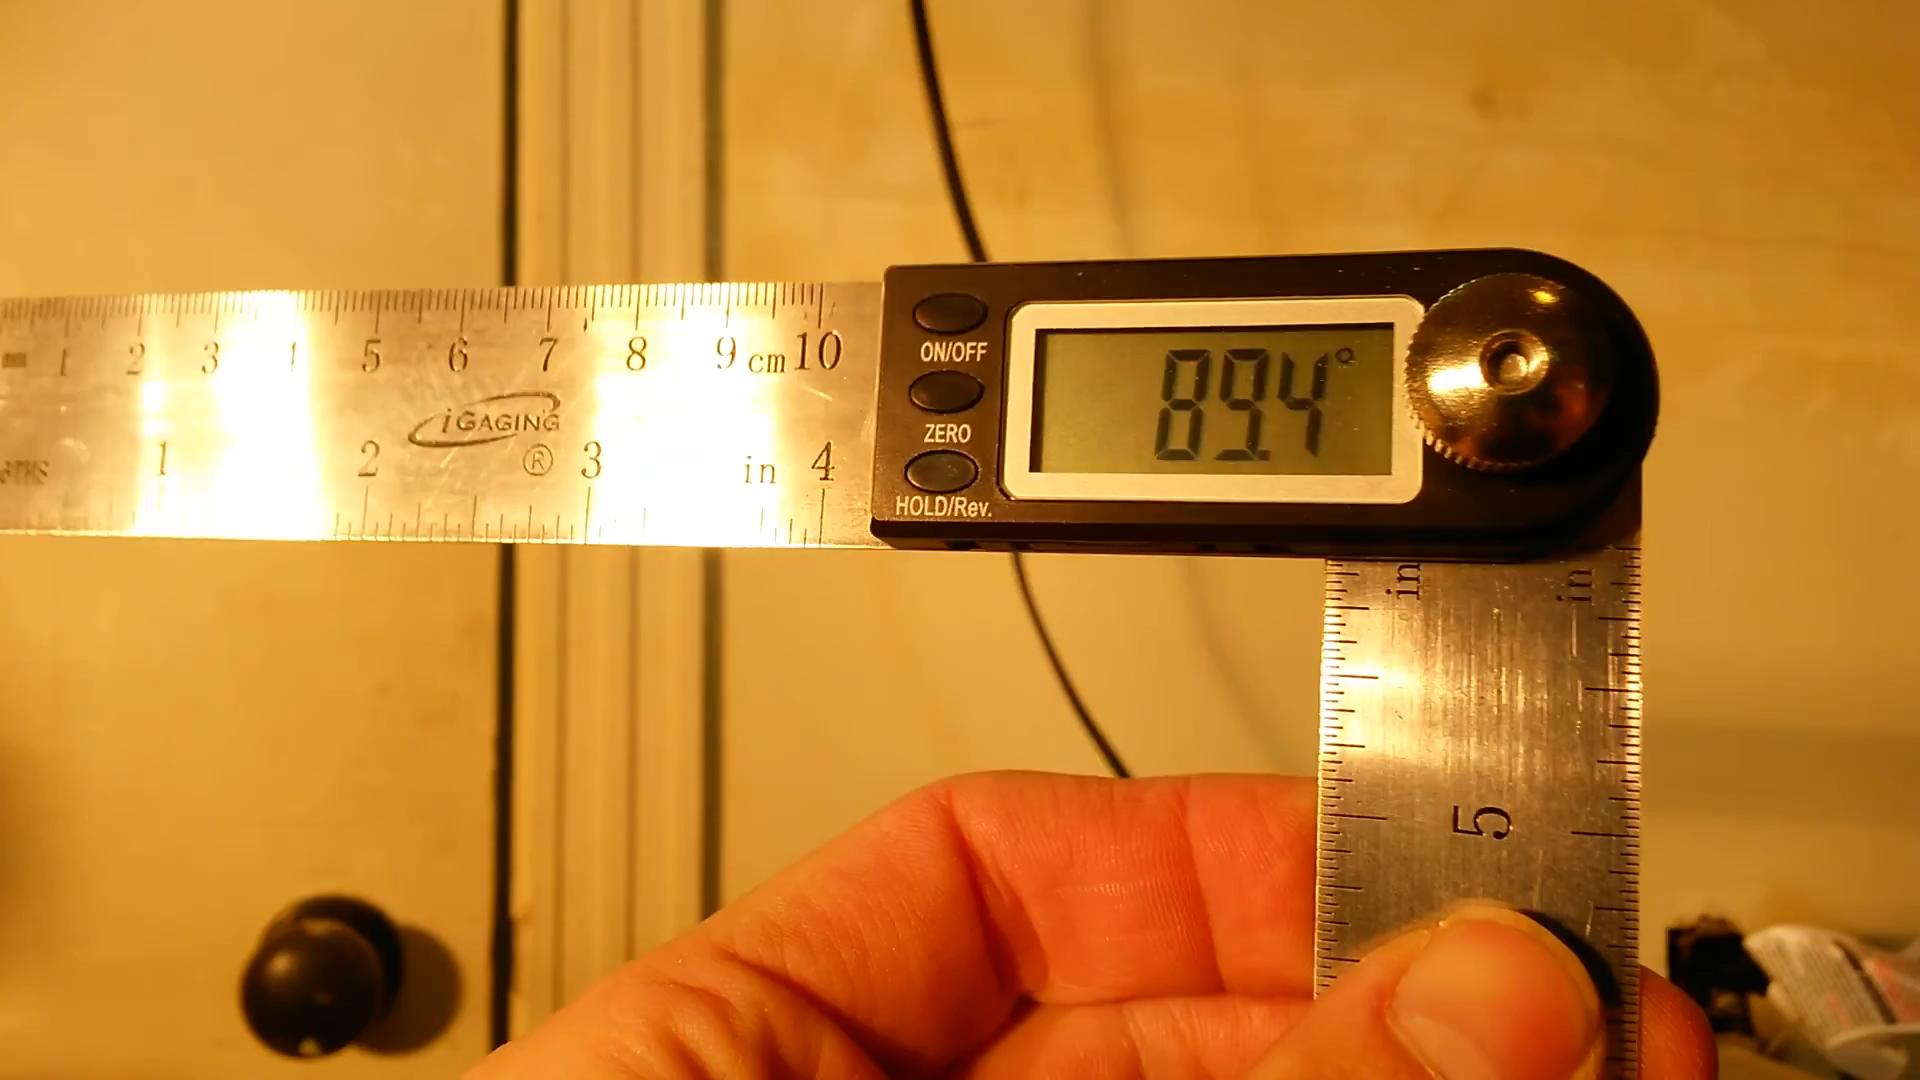 1 2 3 4 5 6 7 8 9 cm 10
iGAGING
®
1 2 3 in 4
ON/OFF
ZERO
HOLD/Rev.
89.4°
in in
5